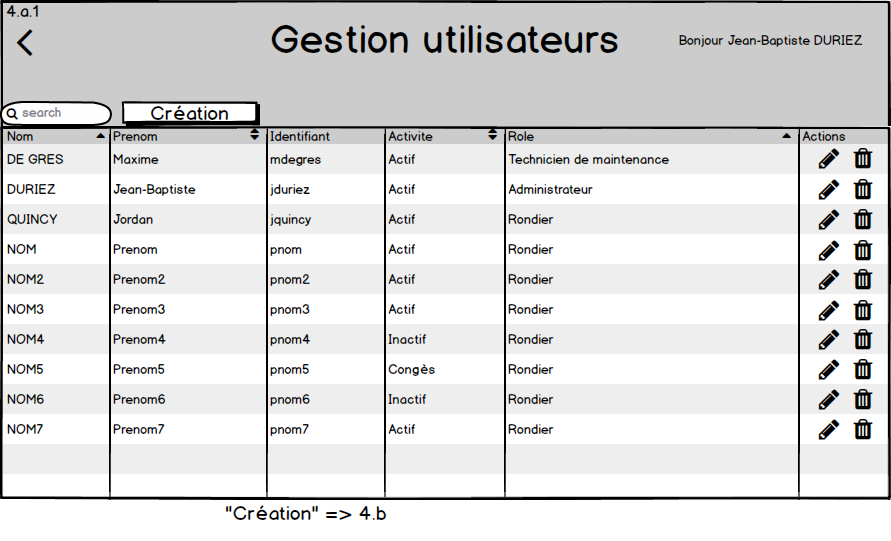 4.a.1
Gestion utilisateurs
Bonjour Jean-Baptiste DURIEZ
search
Création
Nom Prenom Identifiant Activite Role Actions
DE GRES Maxime mdegres Actif Technicien de maintenance
DURIEZ Jean-Baptiste jduriez Actif Administrateur
QUINCY Jordan jquincy Actif Rondier
NOM Prenom pnom Actif Rondier
NOM2 Prenom2 pnom2 Actif Rondier
NOM3 Prenom3 pnom3 Actif Rondier
NOM4 Prenom4 pnom4 Inactif Rondier
NOM5 Prenom5 pnom5 Congès Rondier
NOM6 Prenom6 pnom6 Inactif Rondier
NOM7 Prenom7 pnom7 Actif Rondier
"Création" => 4.b